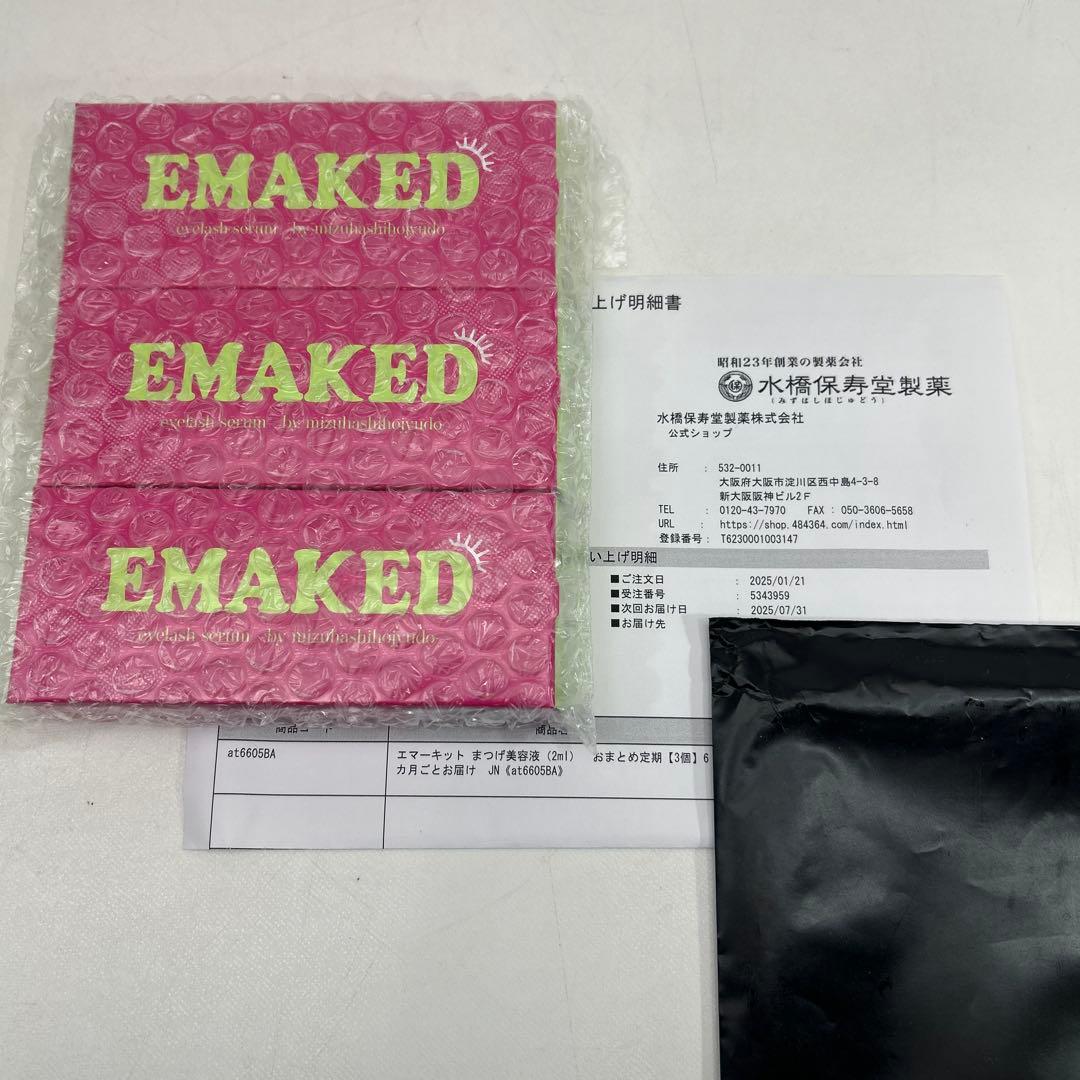 EMAKED
eyelash serum by mizuhashihojyudo
EMAKED
eyelash serum by mizuhashihojyudo
EMAKED
eyelash serum by mizuhashihojyudo
上げ明細書
昭和23年創業の製薬会社
水橋保寿堂製薬
(みずはしほじゅどう)
水橋保寿堂製薬株式会社
公式ショップ
住所 : 532-0011
大阪府大阪市淀川区西中島4-3-8
新大阪阪神ビル2F
TEL : 0120-43-7970 FAX : 050-3606-5658
URL : https://shop.484364.com/index.html
登録番号: T6230001003147
い上げ明細
■ご注文日 : 2025/01/21
■受注番号 : 5343959
■次回お届け日 : 2025/07/31
■お届け先 :
商品コード 商品名
at6605BA エマーキット まつげ美容液 (2ml) おまとめ定期【3個】6
カ月ごとお届け JN《at6605BA》